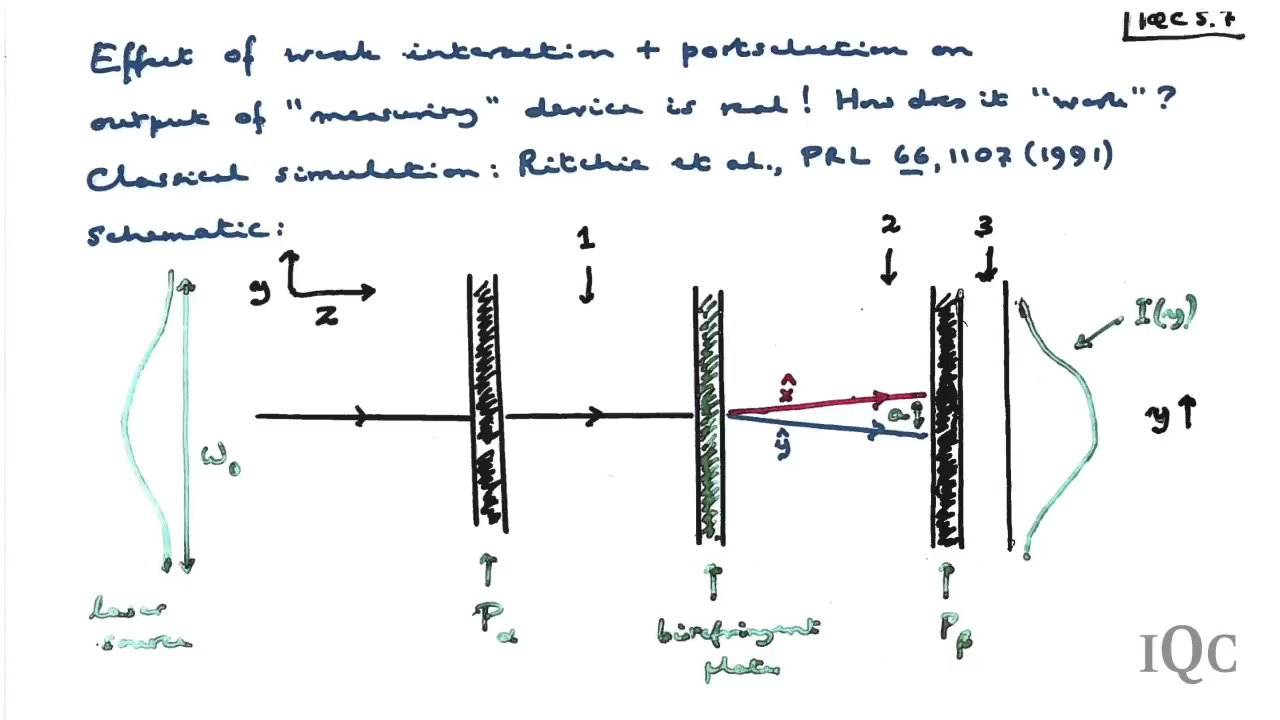 IQC 5.7
Effect of weak interaction + postselection on
output of "measuring" device is real! How does it "work"?
Classical simulation: Ritchie et al., PRL 66, 1107 (1991)
Schematic:
1
2
3
y
z
I(y)
x̂
a
ŷ
y
ω₀
Laser
source
Pα
birefringent
plate
Pβ
IQC